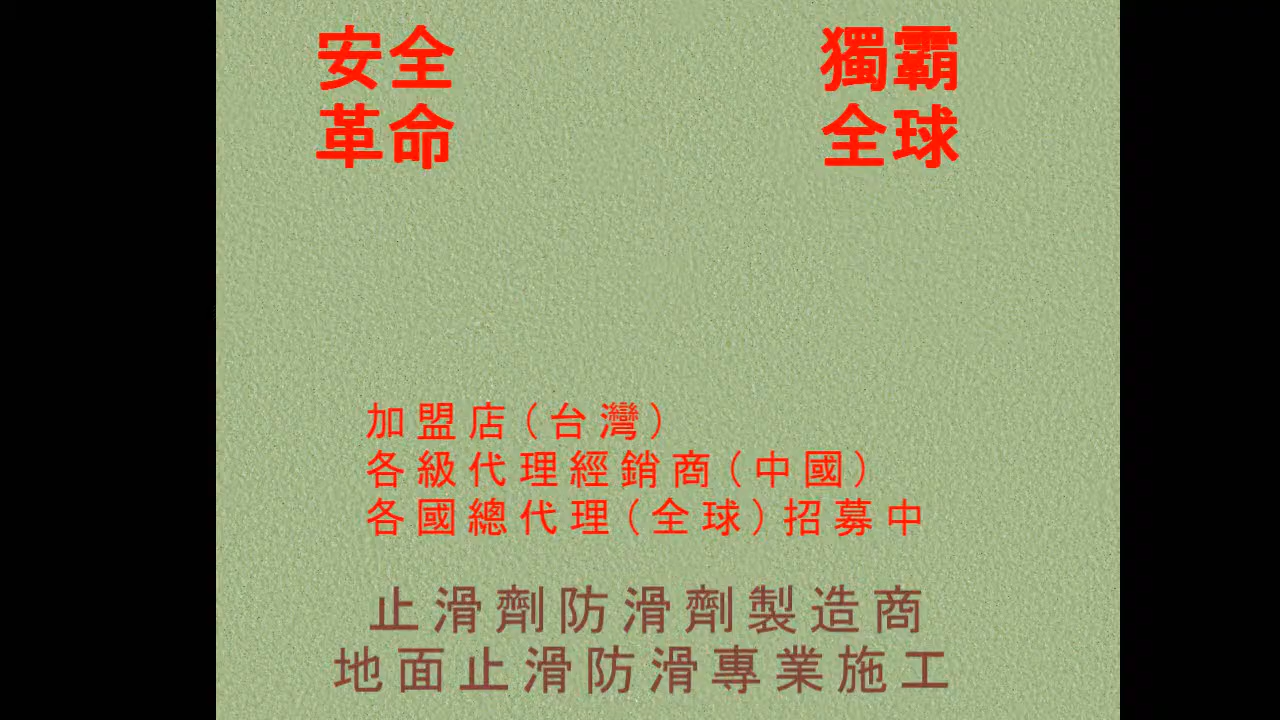 安全
革命
獨霸
全球
加盟店(台灣)
各級代理經銷商(中國)
各國總代理(全球)招募中
止滑劑防滑劑製造商
地面止滑防滑專業施工